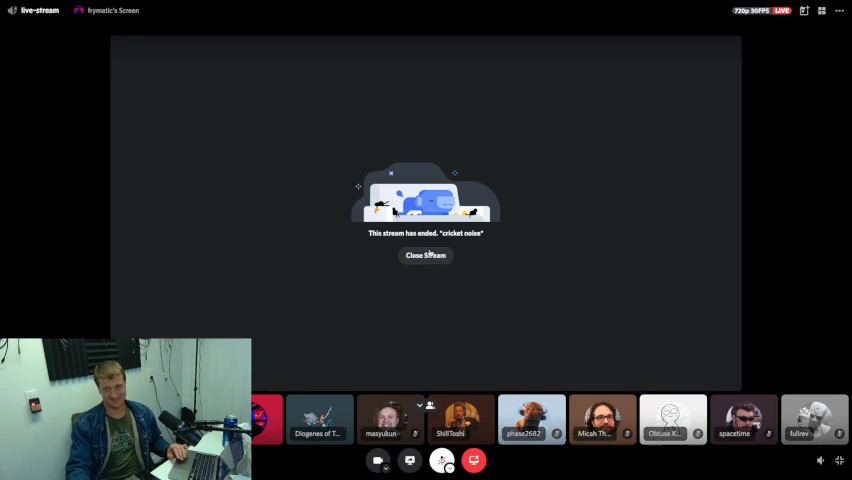 live-stream
frymatic's Screen
720p 30FPS LIVE
This stream has ended. *cricket noise*
Close Stream
Diogenes of T...
masyukun
ShillToshi
phase2682
Micah Th...
Obtuse K...
spacetime
fullrev